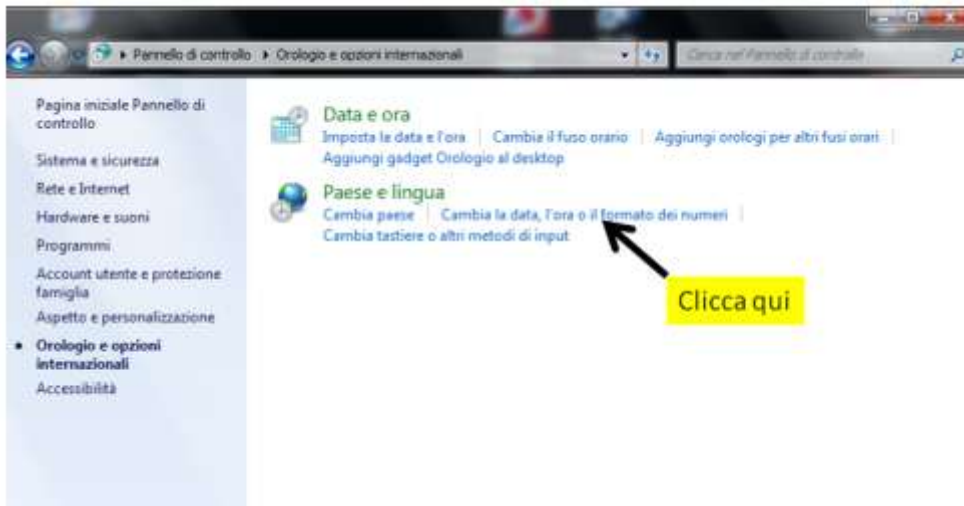 Pannello di controllo Orologio e opzioni internazionali Cerca nel Pannello di controllo
Pagina iniziale Pannello di
controllo
Sistema e sicurezza
Rete e Internet
Hardware e suoni
Programmi
Account utente e protezione
famiglia
Aspetto e personalizzazione
Orologio e opzioni
internazionali
Accessibilità
Data e ora
Imposta la data e l'ora Cambia il fuso orario Aggiungi orologi per altri fusi orari
Aggiungi gadget Orologio al desktop
Paese e lingua
Cambia paese Cambia la data, l'ora o il formato dei numeri
Cambia tastiere o altri metodi di input
Clicca qui